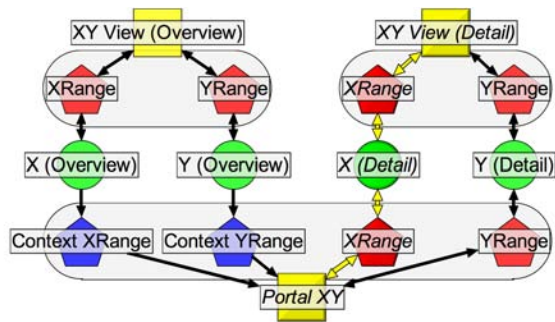 XY View (Overview)
XY View (Detail)
XRange
YRange
XRange
YRange
X (Overview)
Y (Overview)
X (Detail)
Y (Detail)
Context XRange
Context YRange
XRange
YRange
Portal XY